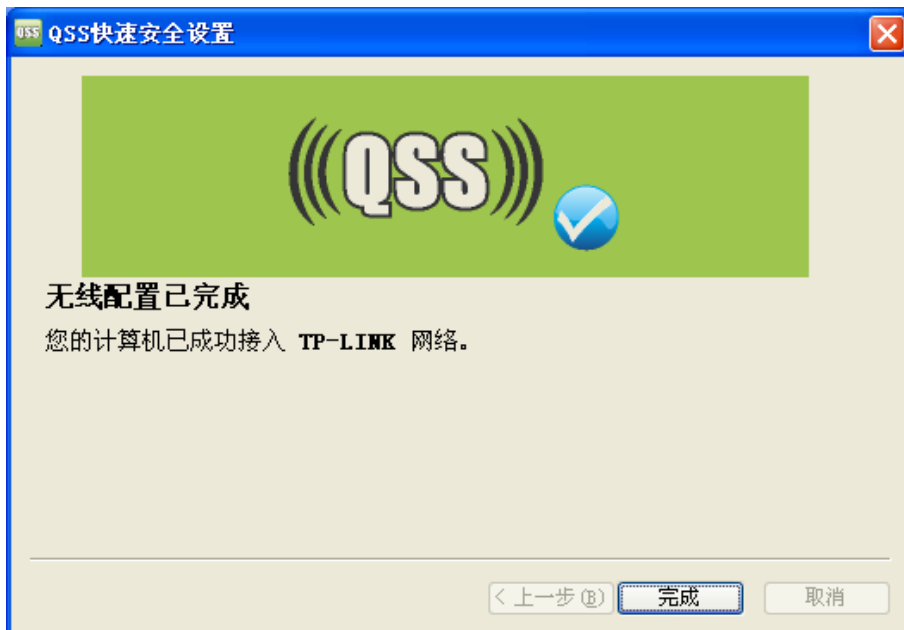 QSS QSS快速安全设置
(((QSS)))
无线配置已完成
您的计算机已成功接入 TP-LINK 网络。
< 上一步(B) 完成 取消